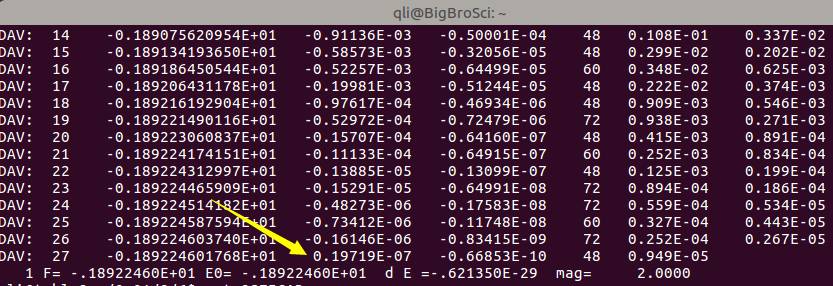 qli@BigBroSci: ~
DAV: 14 -0.189075620954E+01 -0.91136E-03 -0.50001E-04 48 0.108E-01 0.337E-02
DAV: 15 -0.189134193650E+01 -0.58573E-03 -0.32056E-05 48 0.299E-02 0.202E-02
DAV: 16 -0.189186450544E+01 -0.52257E-03 -0.64499E-05 60 0.348E-02 0.625E-03
DAV: 17 -0.189206431178E+01 -0.19981E-03 -0.51244E-05 48 0.222E-02 0.374E-03
DAV: 18 -0.189216192904E+01 -0.97617E-04 -0.46934E-06 48 0.909E-03 0.546E-03
DAV: 19 -0.189221490116E+01 -0.52972E-04 -0.72479E-06 72 0.938E-03 0.271E-03
DAV: 20 -0.189223060837E+01 -0.15707E-04 -0.64160E-07 48 0.415E-03 0.891E-04
DAV: 21 -0.189224174151E+01 -0.11133E-04 -0.64915E-07 60 0.252E-03 0.834E-04
DAV: 22 -0.189224312997E+01 -0.13885E-05 -0.13099E-07 48 0.125E-03 0.199E-04
DAV: 23 -0.189224465909E+01 -0.15291E-05 -0.64991E-08 72 0.894E-04 0.186E-04
DAV: 24 -0.189224514182E+01 -0.48273E-06 -0.17583E-08 72 0.559E-04 0.534E-05
DAV: 25 -0.189224587594E+01 -0.73412E-06 -0.11748E-08 60 0.327E-04 0.443E-05
DAV: 26 -0.189224603740E+01 -0.16146E-06 -0.83415E-09 72 0.252E-04 0.267E-05
DAV: 27 -0.189224601768E+01 0.19719E-07 -0.66853E-10 48 0.949E-05
1 F= -.18922460E+01 E0= -.18922460E+01 d E =-.621350E-29 mag= 2.0000